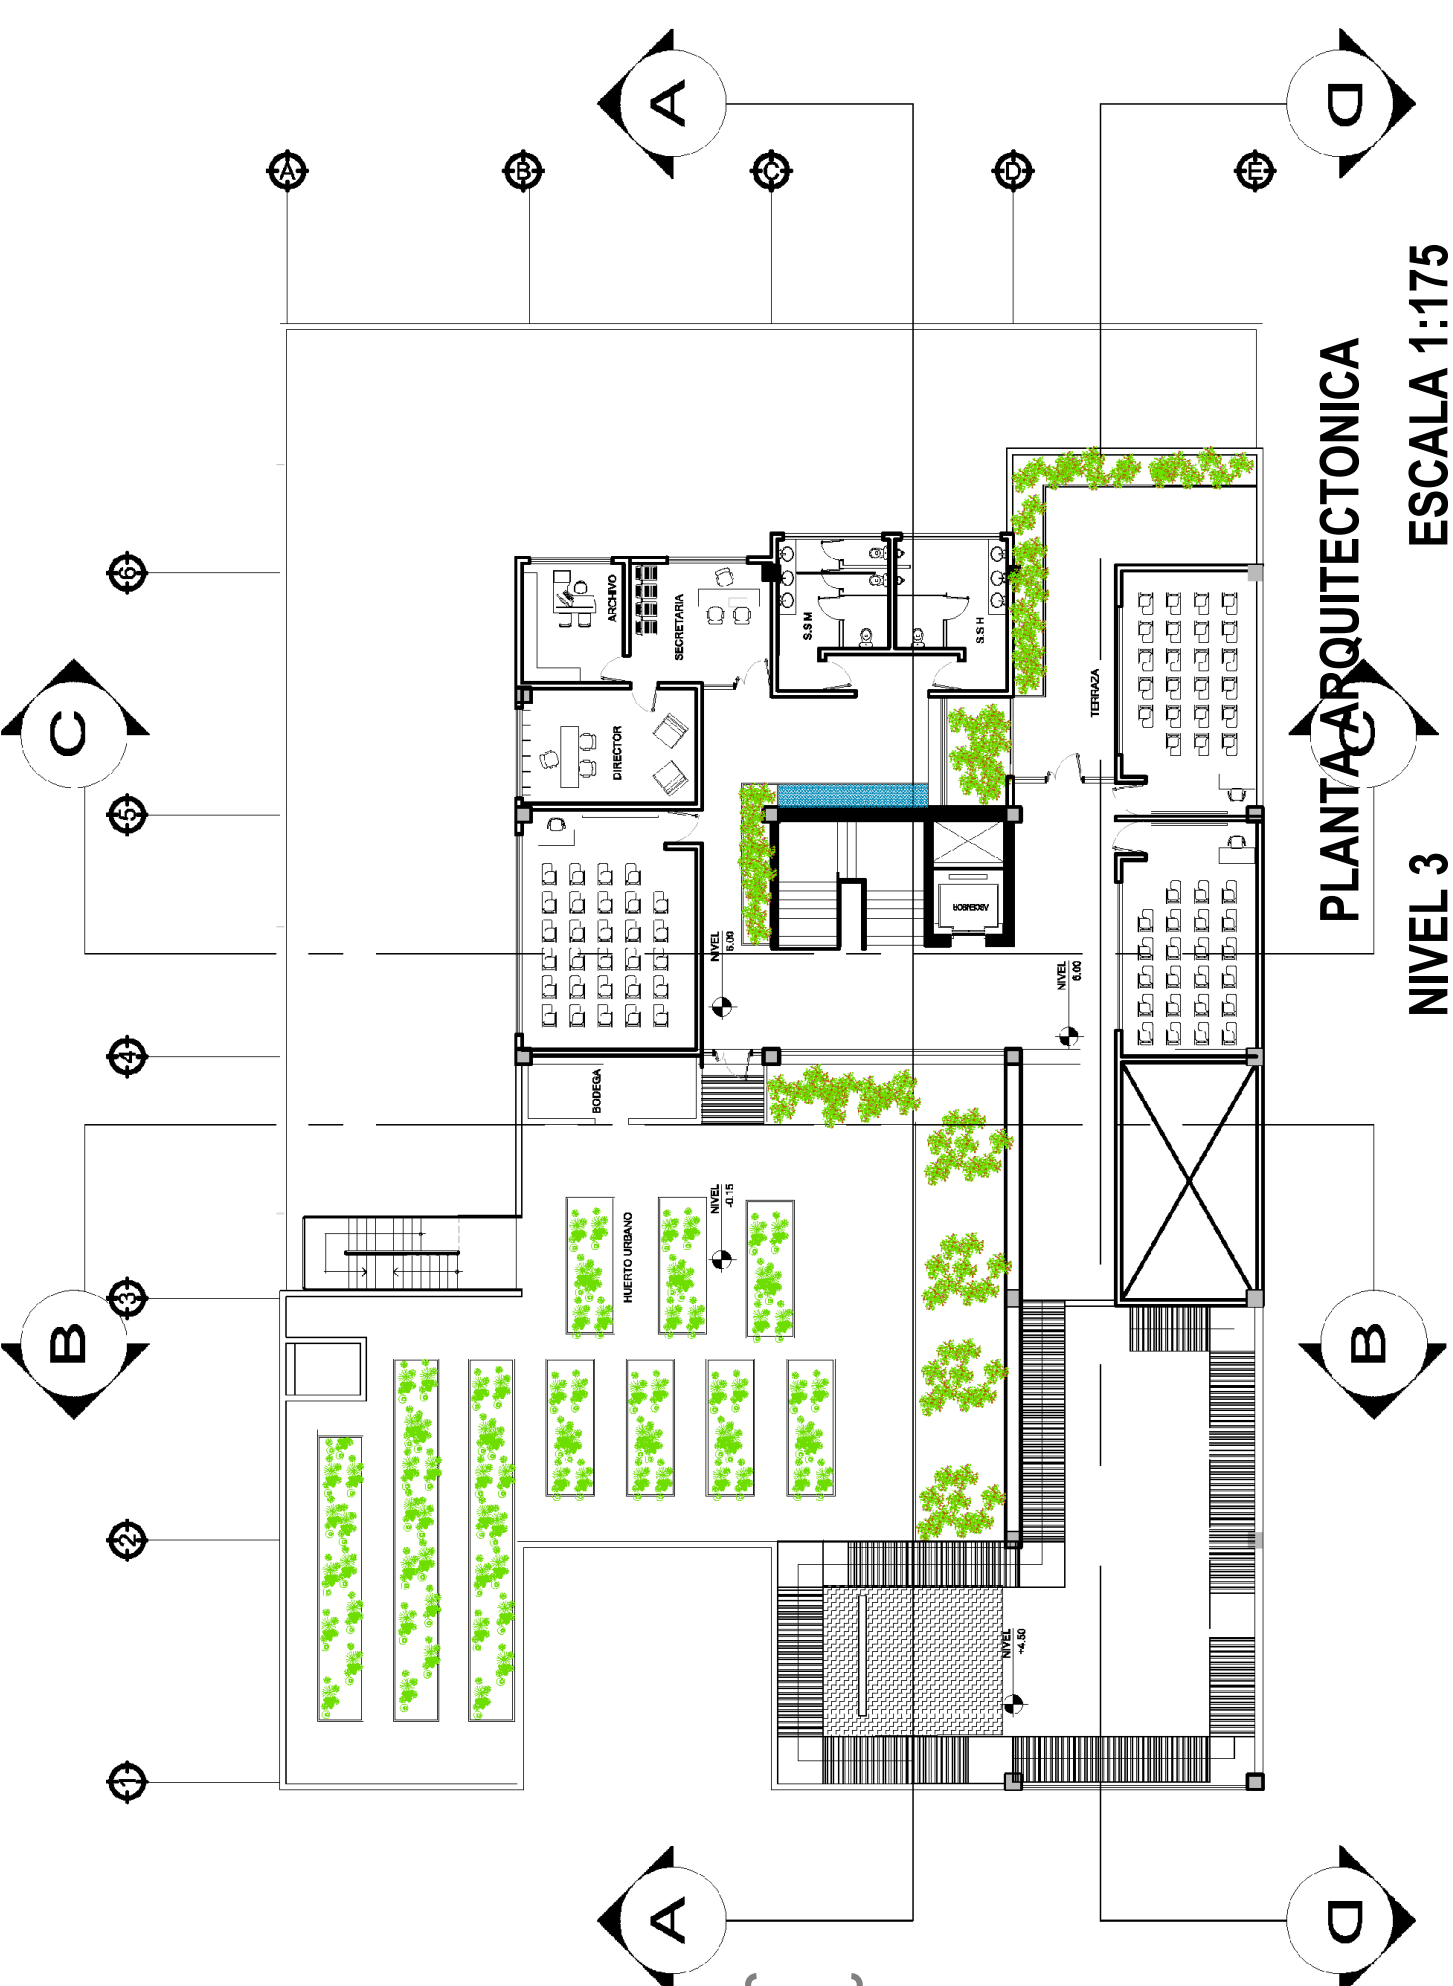 A
D
A
B
C
D
E
PLANTA ARQUITECTONICA
NIVEL 3
ESCALA 1:175
6
5
4
3
2
1
C
C
B
B
ARCHIVO
SECRETARIA
S.S M
S.S H
DIRECTOR
TERRAZA
ASCENSOR
NIVEL
6.00
NIVEL
6.00
BODEGA
HUERTO URBANO
NIVEL
-0.15
NIVEL
+4.50
A
D